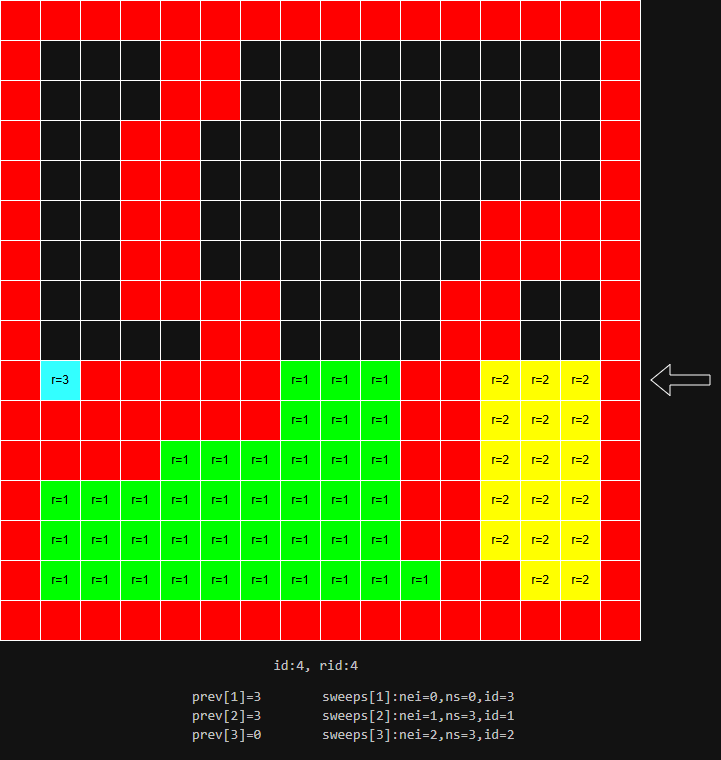 r=3 r=1 r=1 r=1 r=2 r=2 r=2
r=1 r=1 r=1 r=2 r=2 r=2
r=1 r=1 r=1 r=1 r=1 r=1 r=2 r=2 r=2
r=1 r=1 r=1 r=1 r=1 r=1 r=1 r=1 r=1 r=2 r=2 r=2
r=1 r=1 r=1 r=1 r=1 r=1 r=1 r=1 r=1 r=2 r=2 r=2
r=1 r=1 r=1 r=1 r=1 r=1 r=1 r=1 r=1 r=1 r=2 r=2
id:4, rid:4
prev[1]=3 sweeps[1]:nei=0,ns=0,id=3
prev[2]=3 sweeps[2]:nei=1,ns=3,id=1
prev[3]=0 sweeps[3]:nei=2,ns=3,id=2